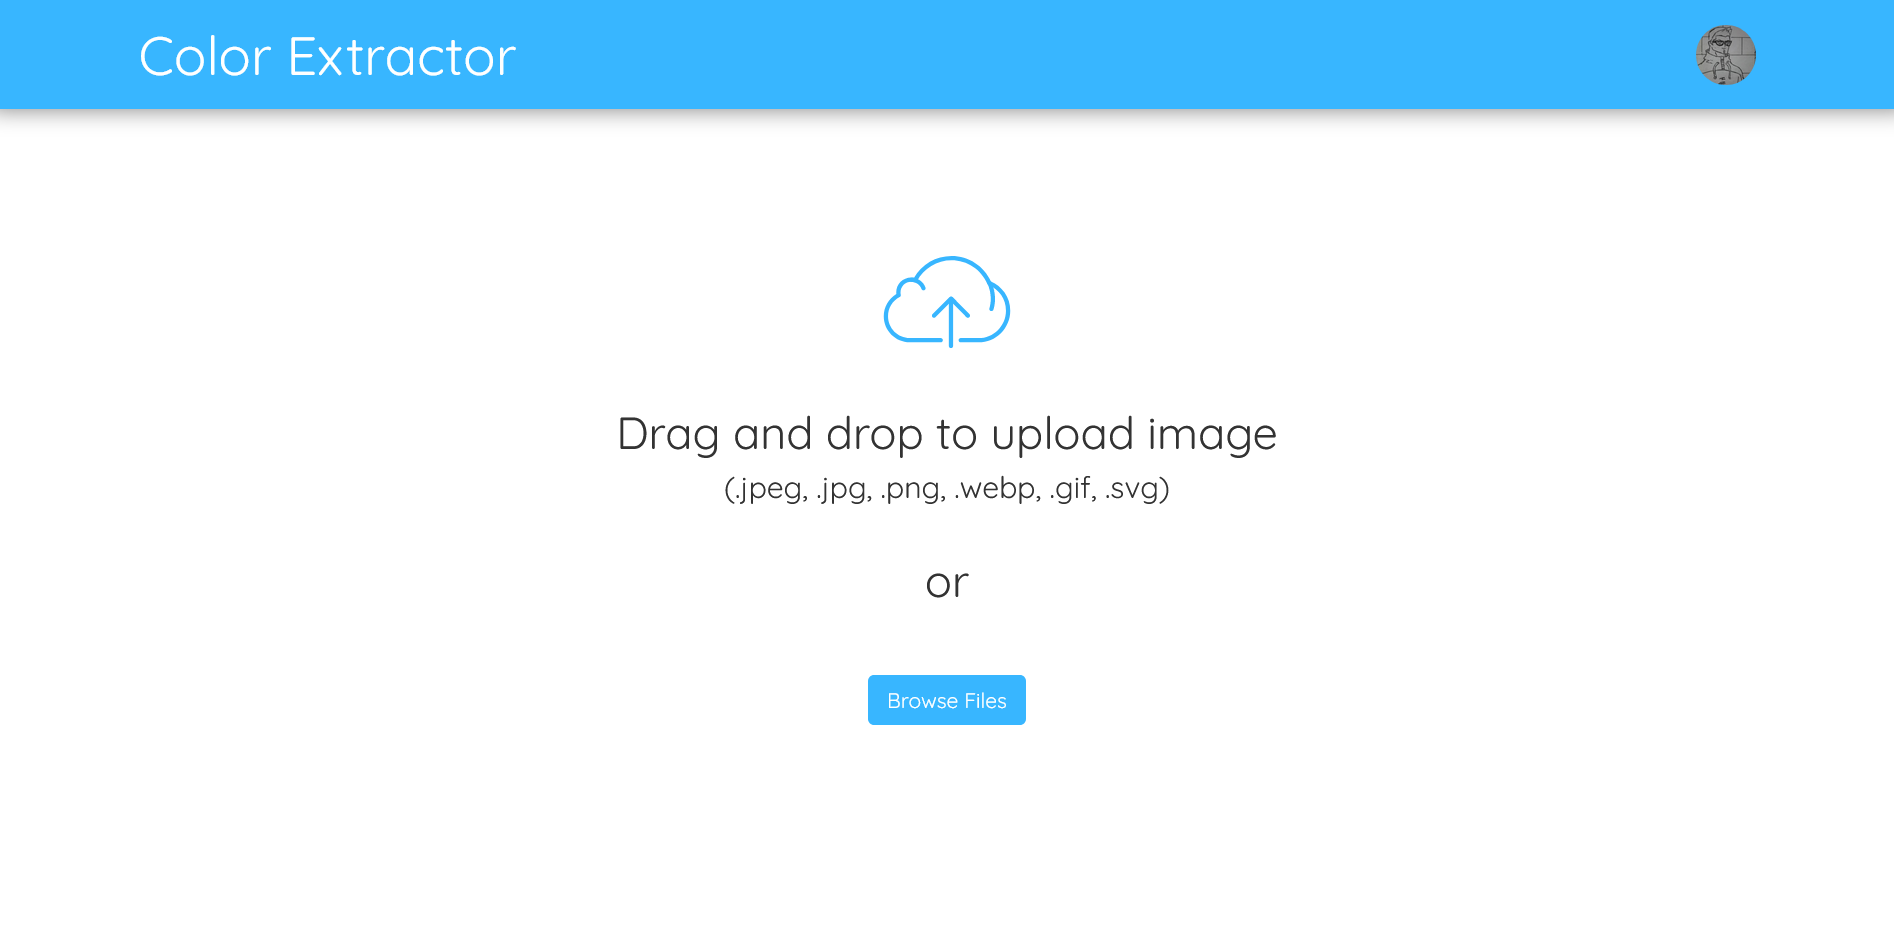 Color Extractor
Drag and drop to upload image
(.jpeg, .jpg, .png, .webp, .gif, .svg)
or
Browse Files